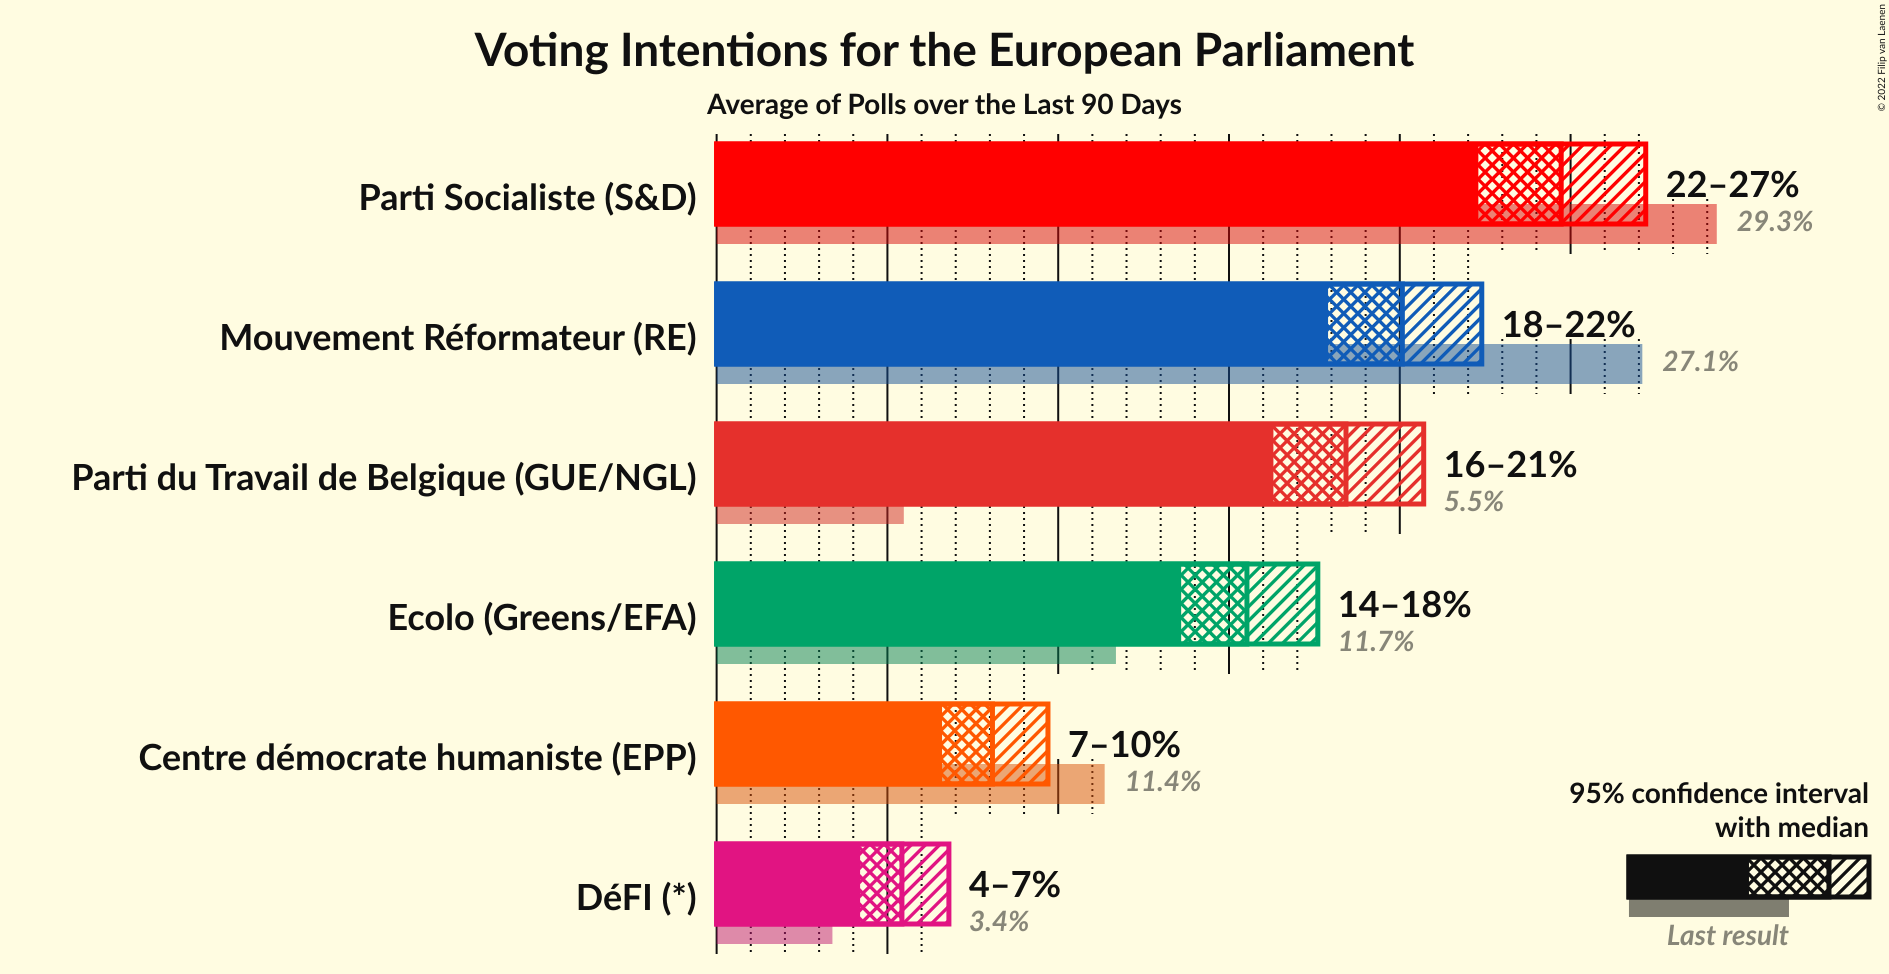 Voting Intentions for the European Parliament
Average of Polls over the Last 90 Days
© 2022 Filip van Laenen
Parti Socialiste (S&D)
22–27%
29.3%
Mouvement Réformateur (RE)
18–22%
27.1%
Parti du Travail de Belgique (GUE/NGL)
16–21%
5.5%
Ecolo (Greens/EFA)
14–18%
11.7%
Centre démocrate humaniste (EPP)
7–10%
11.4%
DéFI (*)
4–7%
3.4%
95% confidence interval
with median
Last result